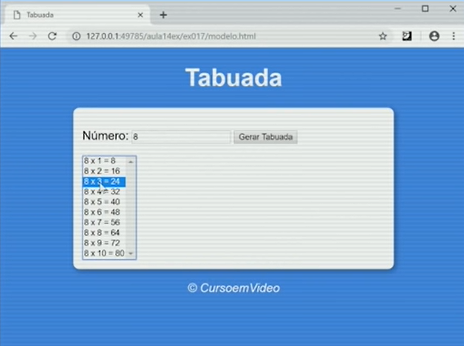 Tabuada
127.0.0.1:49785/aula14ex/ex017/modelo.html
Tabuada
Número: 8 Gerar Tabuada
8 x 1 = 8
8 x 2 = 16
8 x 3 = 24
8 x 4 = 32
8 x 5 = 40
8 x 6 = 48
8 x 7 = 56
8 x 8 = 64
8 x 9 = 72
8 x 10 = 80
© CursoemVideo